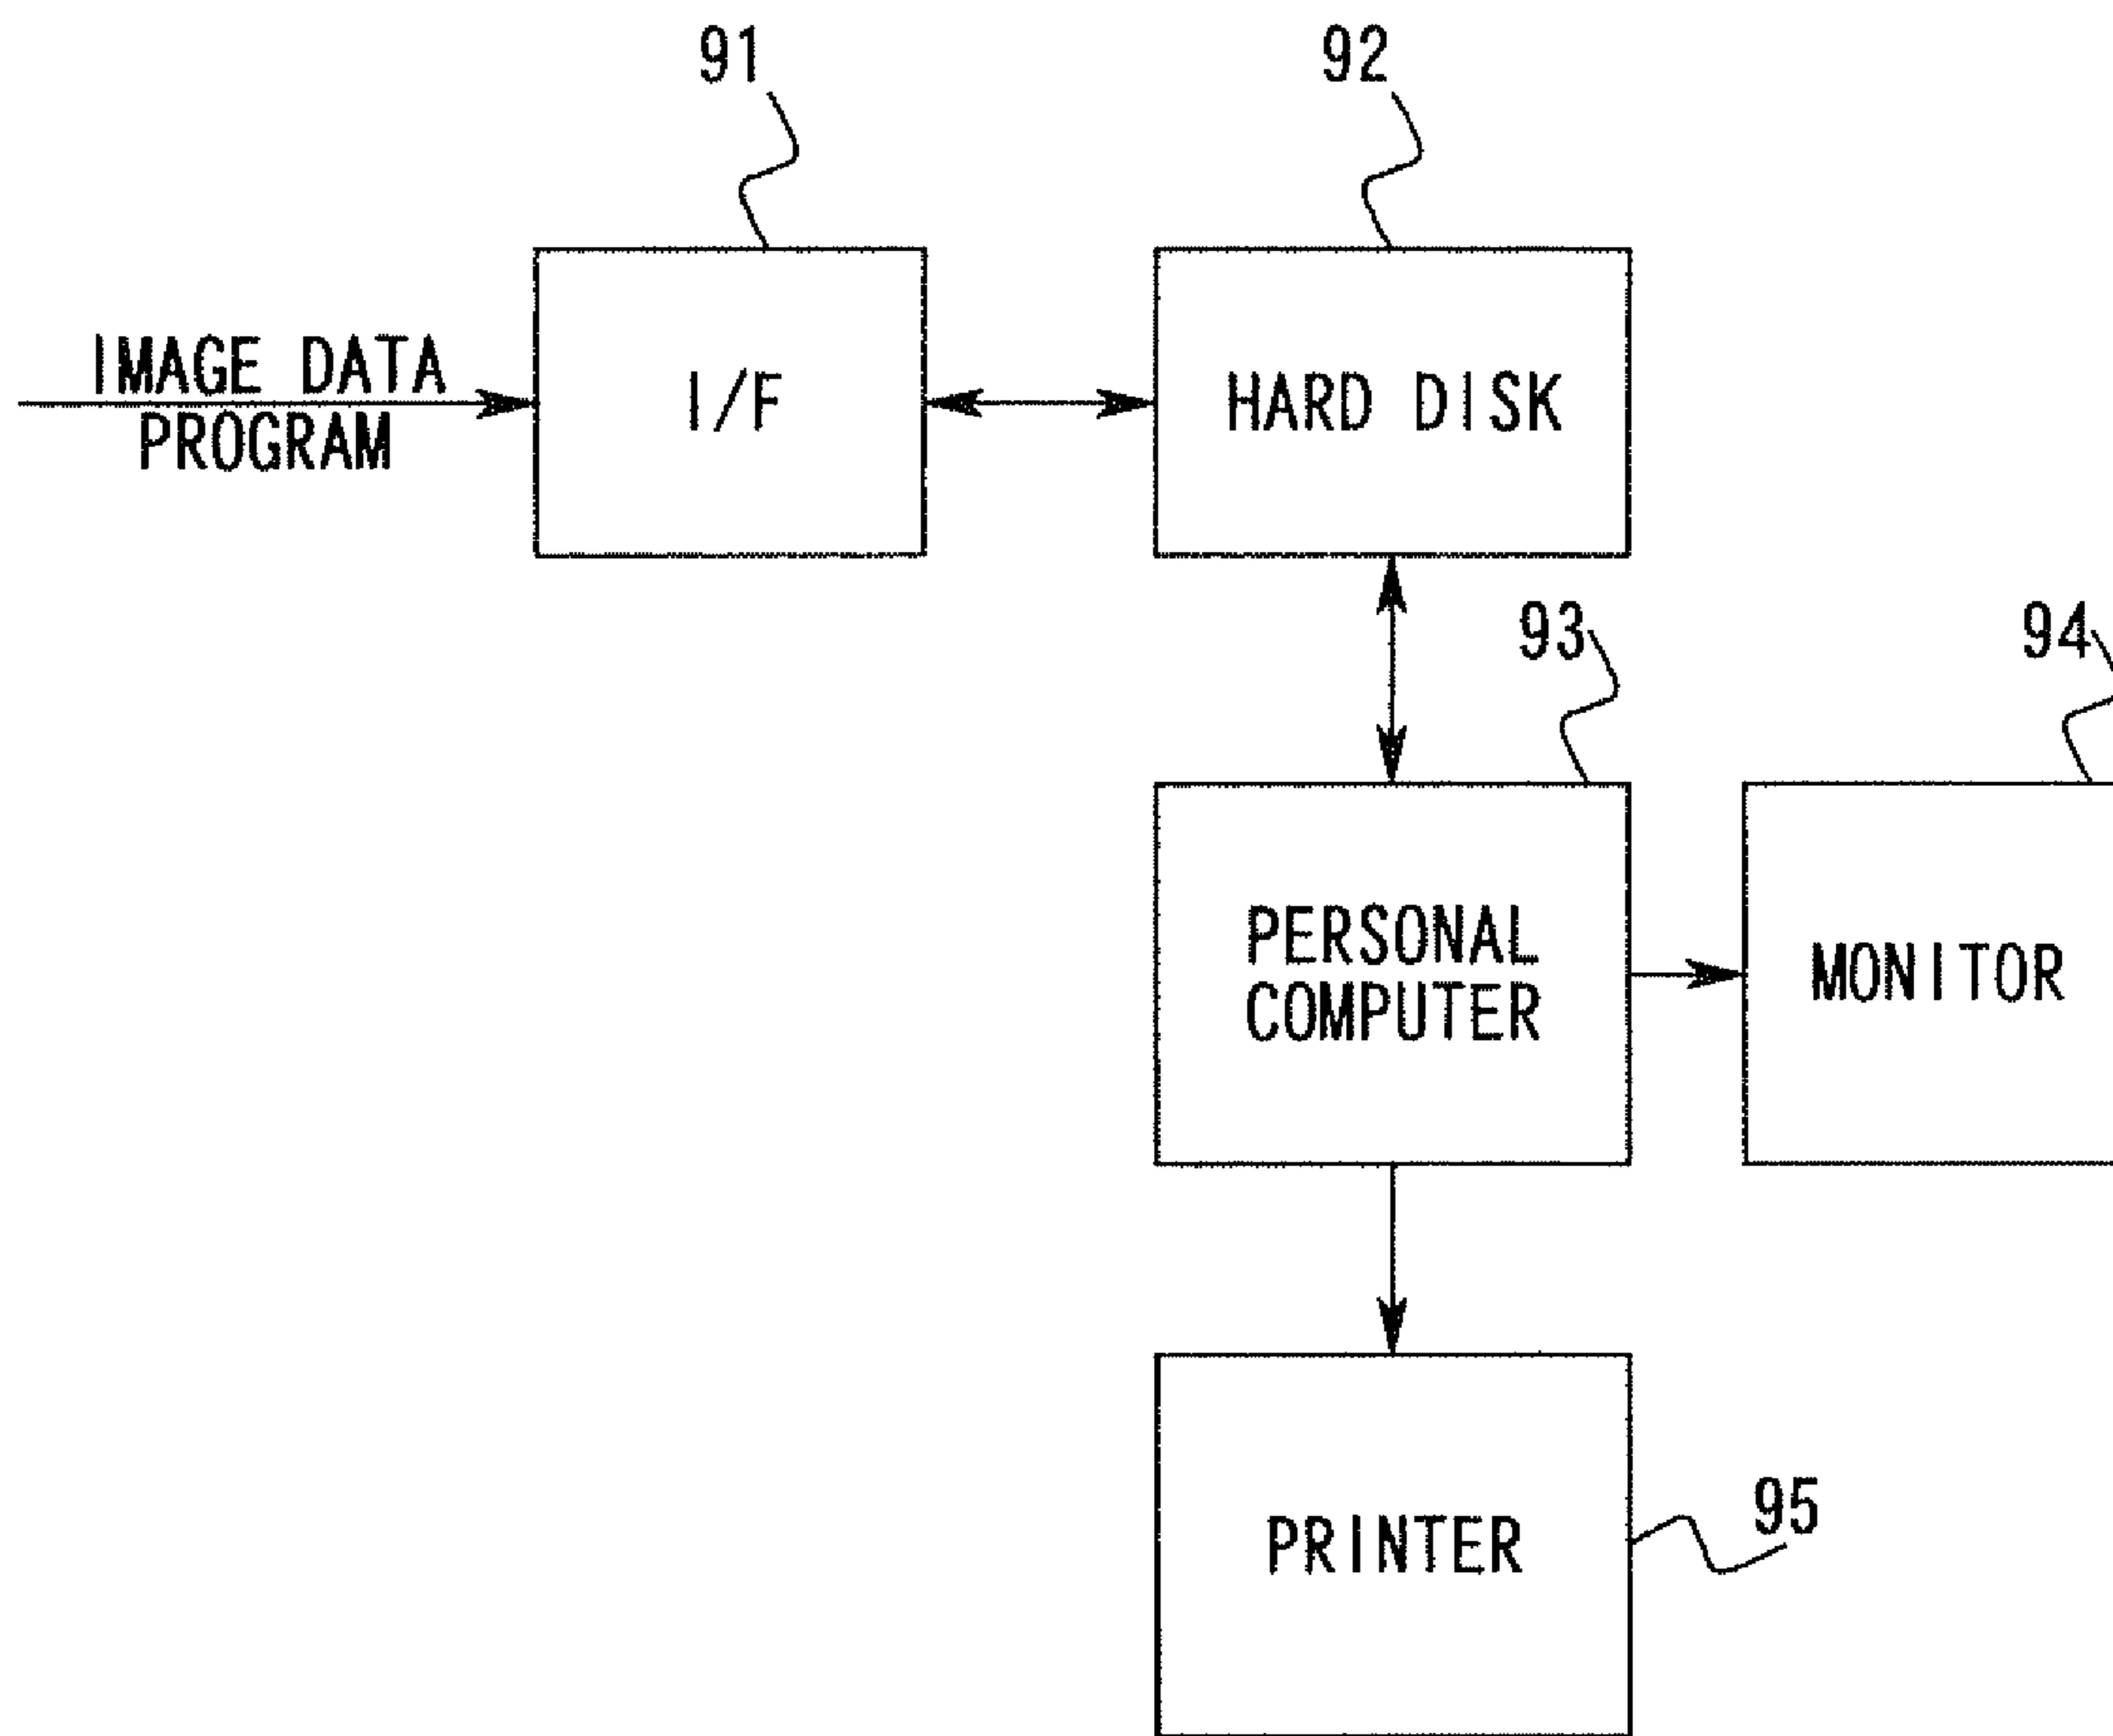 91
92
IMAGE DATA
PROGRAM
I/F
HARD DISK
93
94
PERSONAL
COMPUTER
MONITOR
PRINTER
95